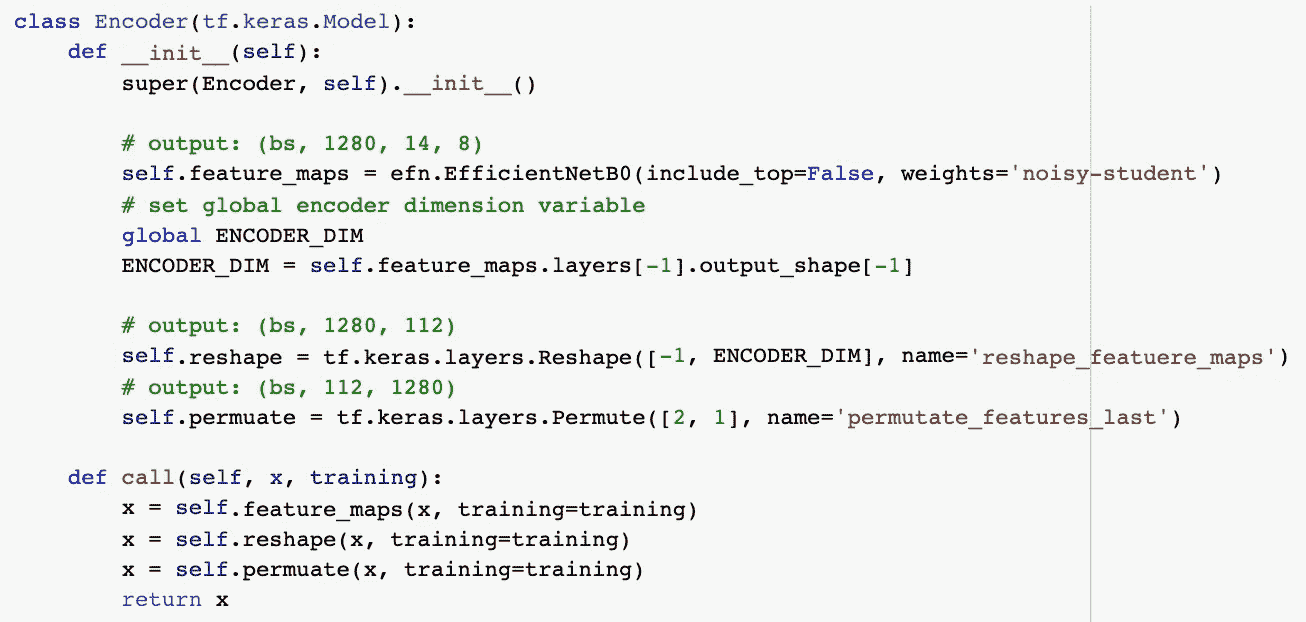 class Encoder(tf.keras.Model):
    def __init__(self):
        super(Encoder, self).__init__()

        # output: (bs, 1280, 14, 8)
        self.feature_maps = efn.EfficientNetB0(include_top=False, weights='noisy-student')
        # set global encoder dimension variable
        global ENCODER_DIM
        ENCODER_DIM = self.feature_maps.layers[-1].output_shape[-1]

        # output: (bs, 1280, 112)
        self.reshape = tf.keras.layers.Reshape([-1, ENCODER_DIM], name='reshape_featuere_maps')
        # output: (bs, 112, 1280)
        self.permuate = tf.keras.layers.Permute([2, 1], name='permutate_features_last')

    def call(self, x, training):
        x = self.feature_maps(x, training=training)
        x = self.reshape(x, training=training)
        x = self.permuate(x, training=training)
        return x